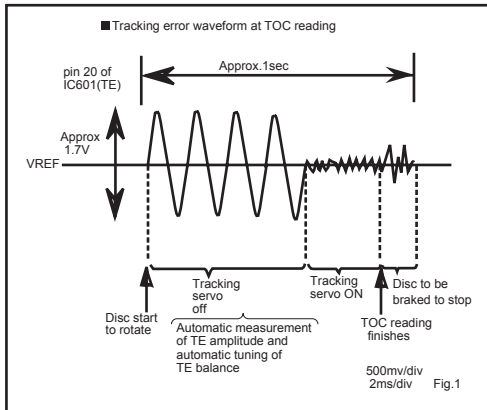 ■ Tracking error waveform at TOC reading
pin 20 of
IC601(TE)
Approx.1sec
Approx
1.7V
VREF
Disc start
to rotate
Tracking
servo
off
Automatic measurement
of TE amplitude and
automatic tuning of
TE balance
Tracking
servo ON
Disc to be
braked to stop
TOC reading
finishes
500mv/div
2ms/div
Fig.1